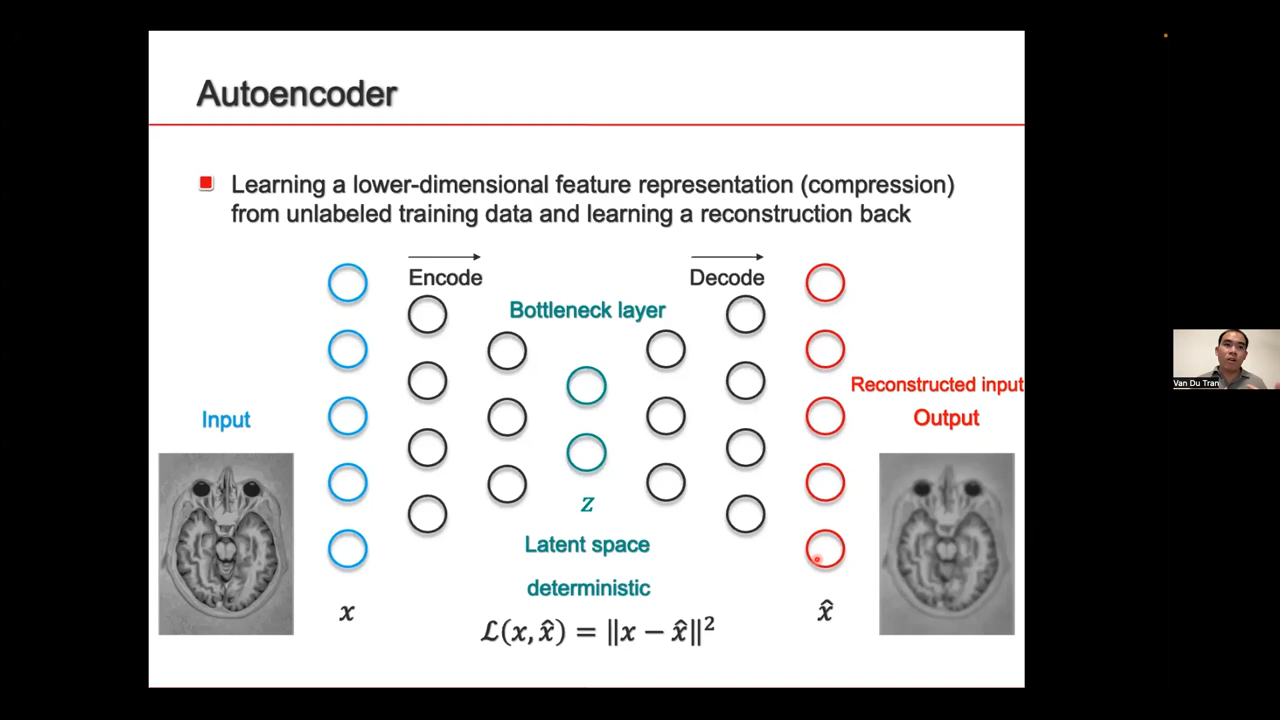 Autoencoder
Learning a lower-dimensional feature representation (compression)
from unlabeled training data and learning a reconstruction back
Encode
Decode
Bottleneck layer
Reconstructed input
Input
Output
Van Du Tran
z
Latent space
deterministic
x
x̂
ℒ(x, x̂) = ‖x − x̂‖²